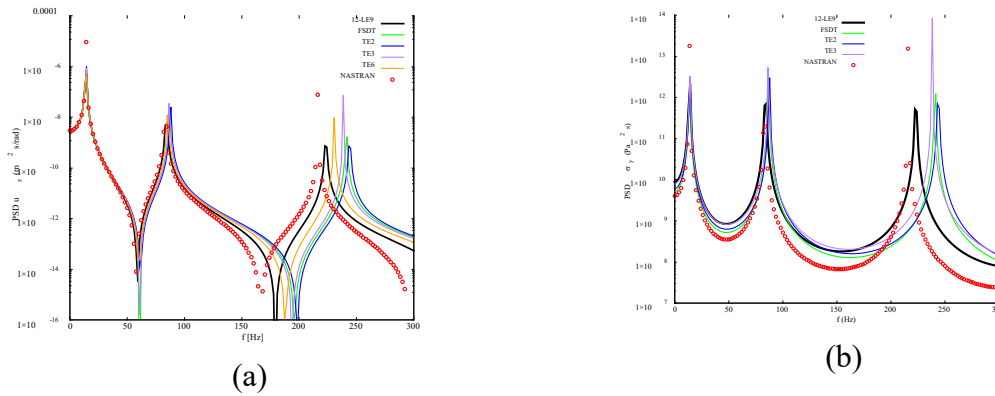 0.0001
1×10 -6
1×10 -8
1×10 -10
1×10 -12
1×10 -14
1×10 -16
PSD u z (m 2 s/rad)
0 50 100 150 200 250 300
f [Hz]
12-LE9
FSDT
TE2
TE3
TE6
NASTRAN
(a)
1×10 14
1×10 13
1×10 12
1×10 11
1×10 10
1×10 9
1×10 8
1×10 7
PSD σ y (Pa 2 s)
0 50 100 150 200 250 300
f (Hz)
12-LE9
FSDT
TE2
TE3
NASTRAN
(b)